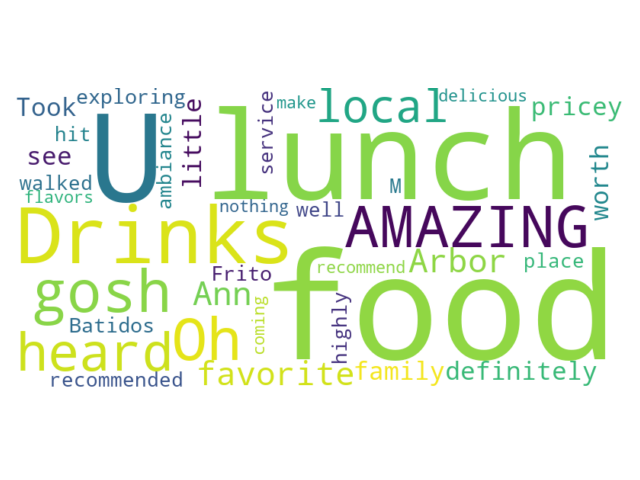 Took
exploring
U
lunch
local
delicious
make
pricey
hit
service
little
ambiance
see
walked
flavors
M
worth
nothing
well
Drinks
AMAZING
gosh
Frito
recommend
Arbor
place
Ann
food
Batidos
Oh
coming
highly
heard
recommended
favorite
family
definitely